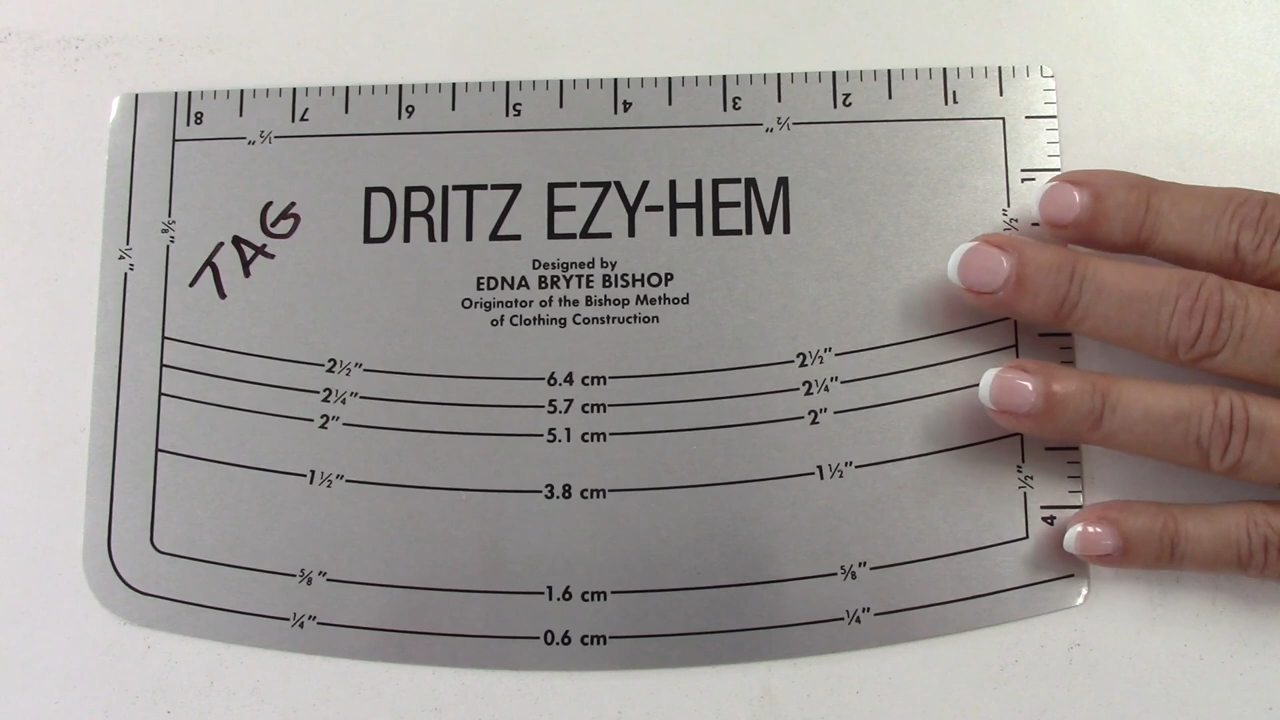 8 7 6 5 4 3 2 1
½” ½”
1
¼” ⅝” TAG DRITZ EZY-HEM ½”
Designed by
EDNA BRYTE BISHOP
Originator of the Bishop Method
of Clothing Construction
2½” 6.4 cm 2½”
2¼” 5.7 cm 2¼”
2” 5.1 cm 2”
1½” 3.8 cm 1½” ½”
4
⅝” 1.6 cm ⅝”
¼” 0.6 cm ¼”